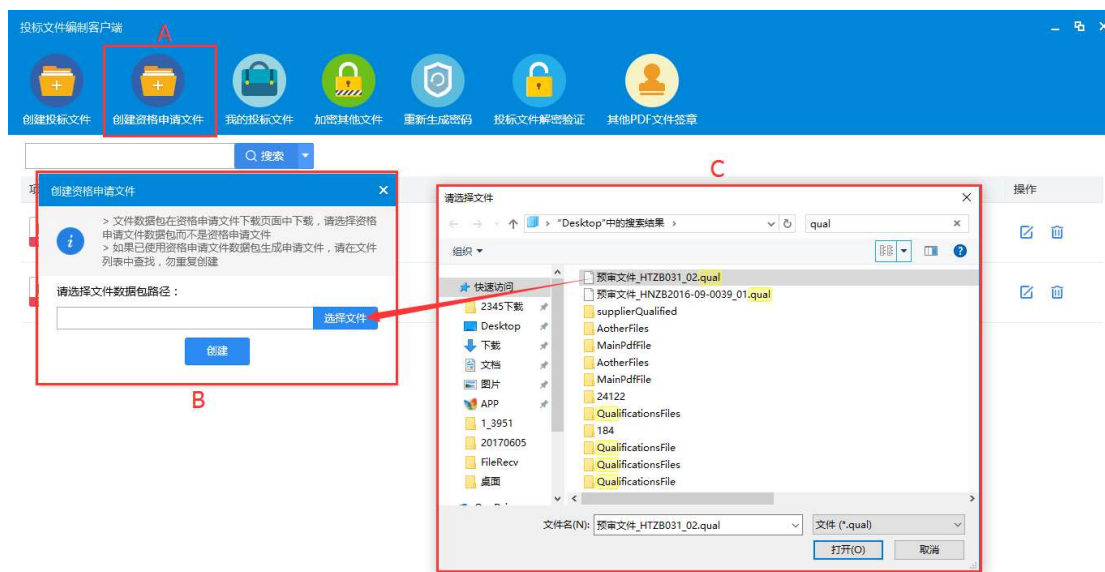 投标文件编制客户端
A
创建投标文件
创建资格申请文件
我的投标文件
加密其他文件
重新生成密码
投标文件解密验证
其他PDF文件签章
搜索
C
操作
创建资格申请文件
> 文件数据包在资格申请文件下载页面中下载，请选择资格
申请文件数据包而不是资格申请文件
> 如果已使用资格申请文件数据包生成申请文件，请在文件
列表中查找，勿重复创建
请选择文件数据包路径：
选择文件
创建
B
请选择文件
"Desktop"中的搜索结果
qual
组织
快速访问
2345下载
Desktop
下载
文档
图片
APP
1_3951
20170605
FileRecv
桌面
预审文件_HTZB031_02.qual
预审文件_HNZB2016-09-0039_01.qual
supplierQualified
AotherFiles
MainPdfFile
AotherFiles
MainPdfFile
24122
QualificationsFiles
184
QualificationsFile
QualificationsFiles
QualificationsFile
文件名(N):
预审文件_HTZB031_02.qual
文件 (*.qual)
打开(O)
取消